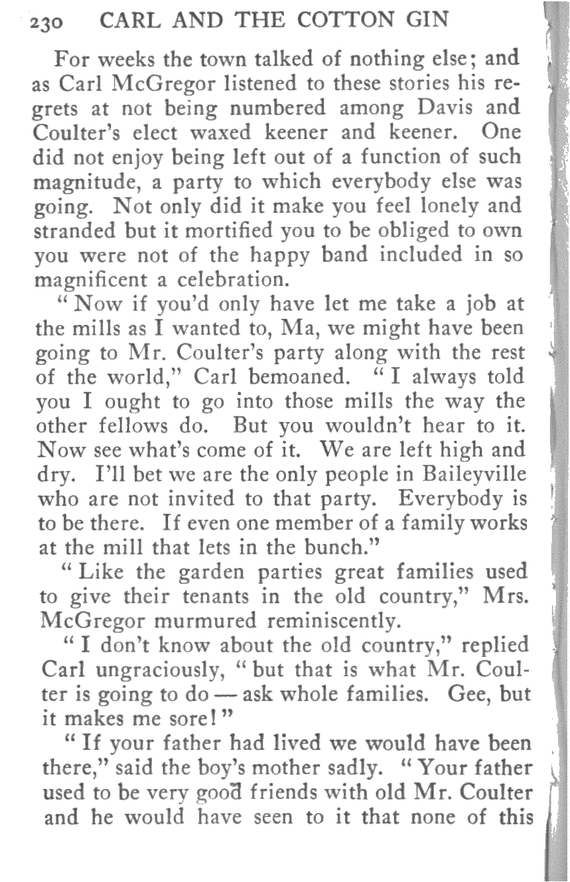 230 CARL AND THE COTTON GIN
For weeks the town talked of nothing else; and
as Carl McGregor listened to these stories his re-
grets at not being numbered among Davis and
Coulter's elect waxed keener and keener. One
did not enjoy being left out of a function of such
magnitude, a party to which everybody else was
going. Not only did it make you feel lonely and
stranded but it mortified you to be obliged to own
you were not of the happy band included in so
magnificent a celebration.
"Now if you'd only have let me take a job at
the mills as I wanted to, Ma, we might have been
going to Mr. Coulter's party along with the rest
of the world," Carl bemoaned. "I always told
you I ought to go into those mills the way the
other fellows do. But you wouldn't hear to it.
Now see what's come of it. We are left high and
dry. I'll bet we are the only people in Baileyville
who are not invited to that party. Everybody is
to be there. If even one member of a family works
at the mill that lets in the bunch."
"Like the garden parties great families used
to give their tenants in the old country," Mrs.
McGregor murmured reminiscently.
"I don't know about the old country," replied
Carl ungraciously, "but that is what Mr. Coul-
ter is going to do — ask whole families. Gee, but
it makes me sore!"
"If your father had lived we would have been
there," said the boy's mother sadly. "Your father
used to be very good friends with old Mr. Coulter
and he would have seen to it that none of this